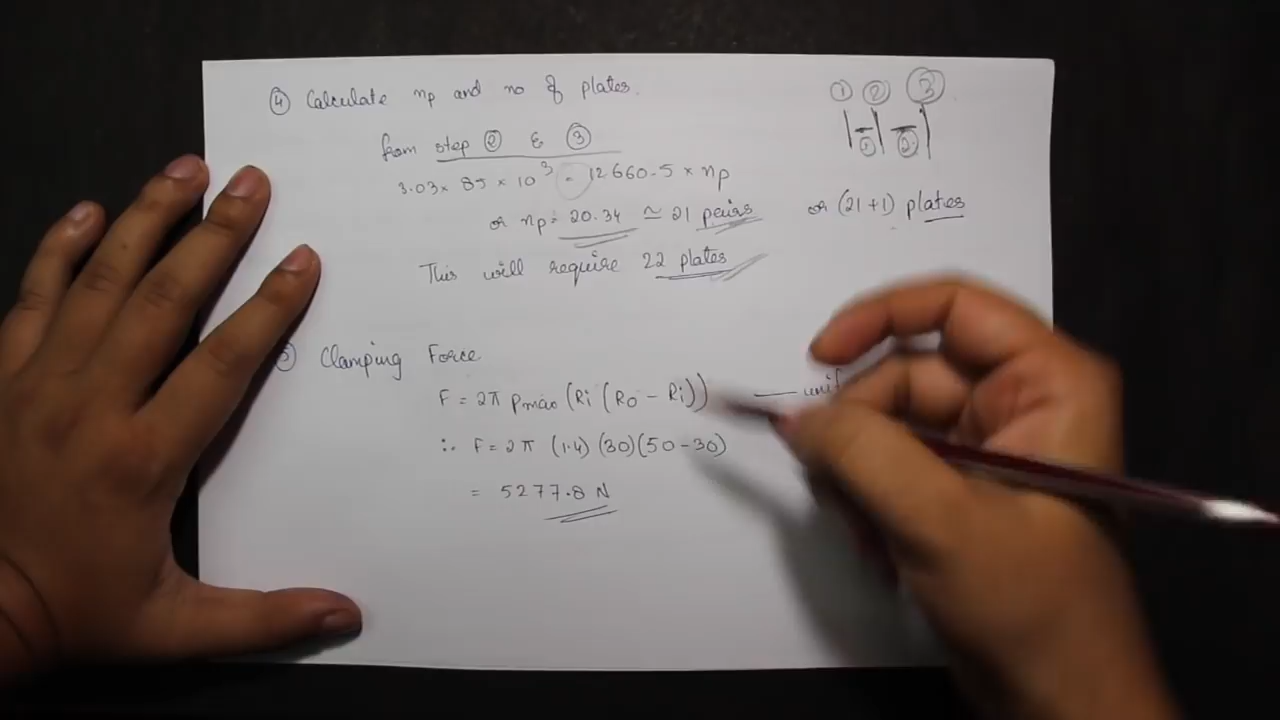 ④ Calculate np and no of plates.
① ② ③
① ②
from step ② & ③
3.03 × 85 × 10³ = 12660.5 × np
or np = 20.34 ≃ 21 pairs or (21+1) plates
This will require 22 plates
Clamping Force
F = 2π pmax (Ri (Ro - Ri))
∴ F = 2π (1.4) (30) (50-30)
= 5277.8 N